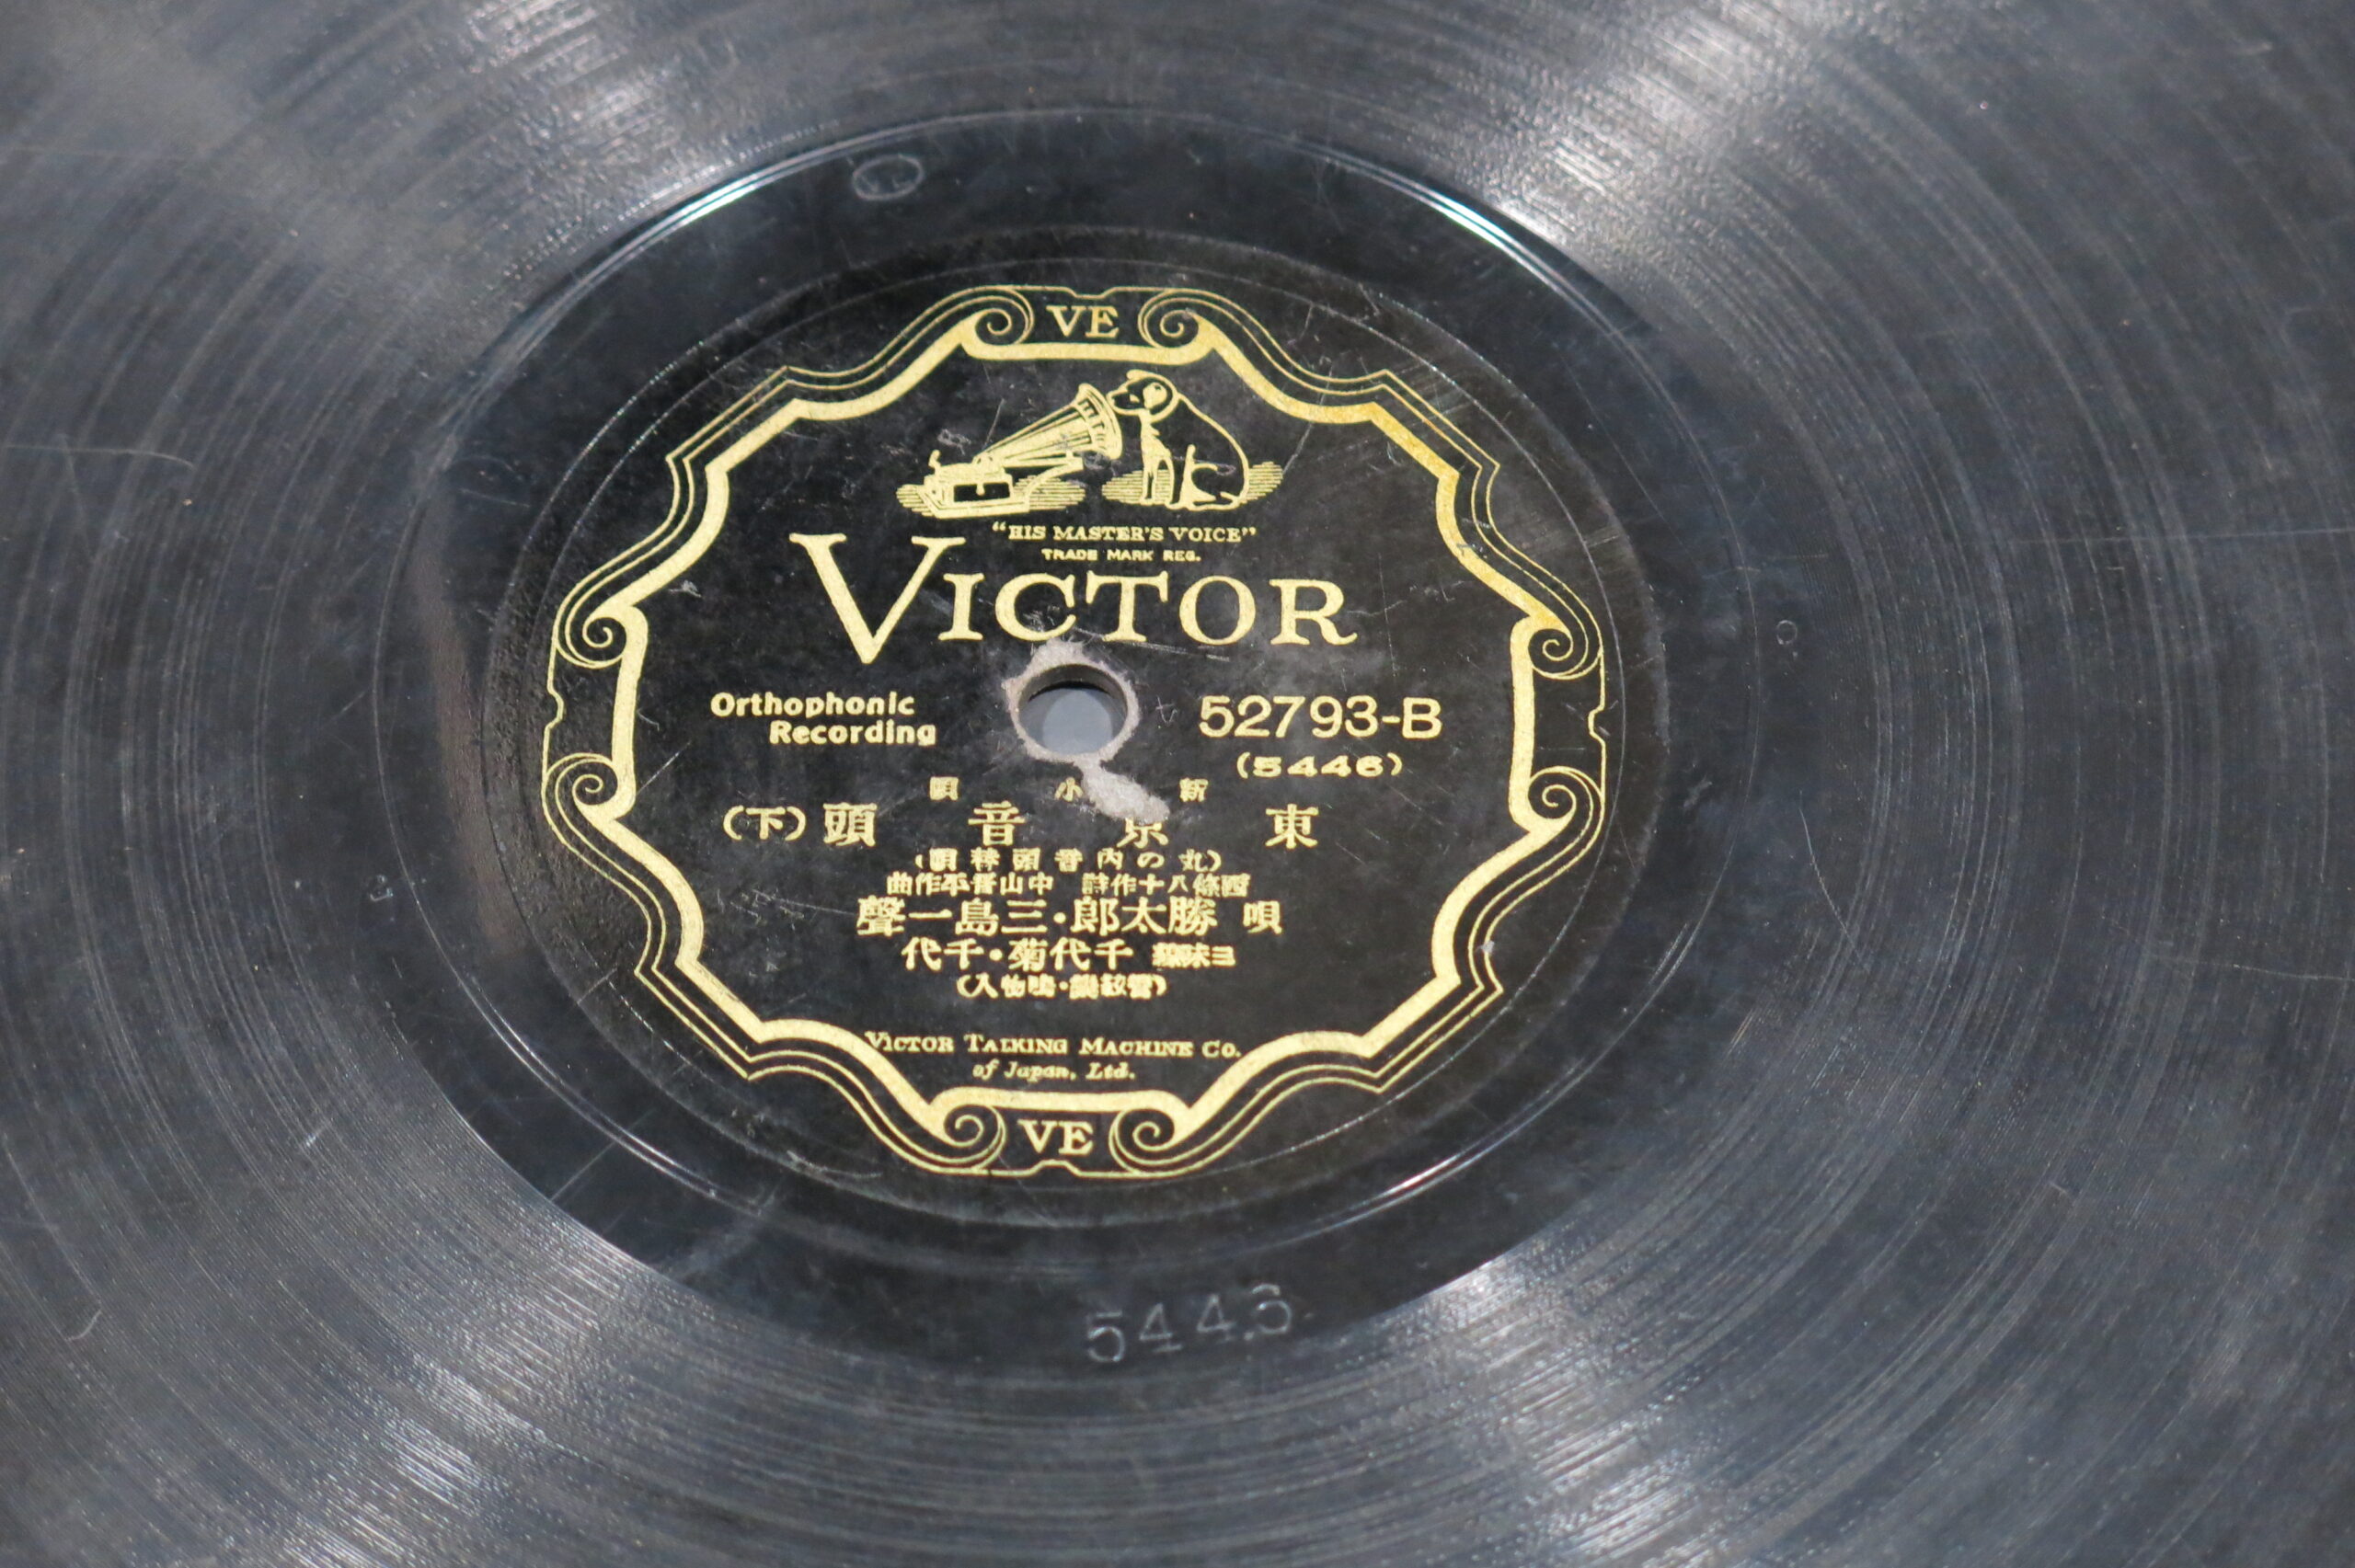 VE
"HIS MASTER'S VOICE"
TRADE MARK REG.
VICTOR
Orthophonic
Recording
52793-B
(5446)
新小唄
東京音頭(下)
(丸の内音頭替唄)
西條八十作詩 中山晋平作曲
唄 勝太郎・三島一聲
三味線 千代菊・千代
(管絃樂・鳴物入)
VICTOR TALKING MACHINE CO.
of Japan, Ltd.
VE
5446